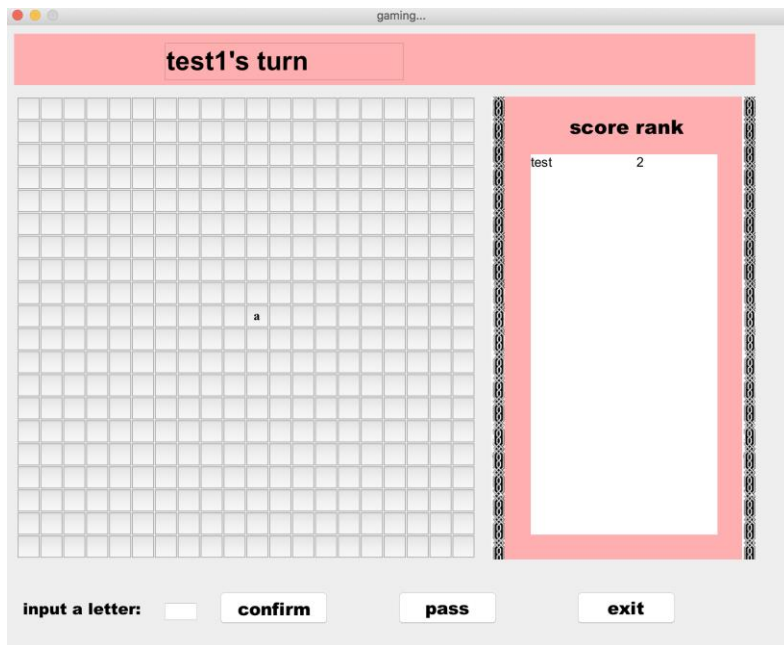 gaming...
test1's turn
score rank
test 2
a
input a letter:
confirm
pass
exit